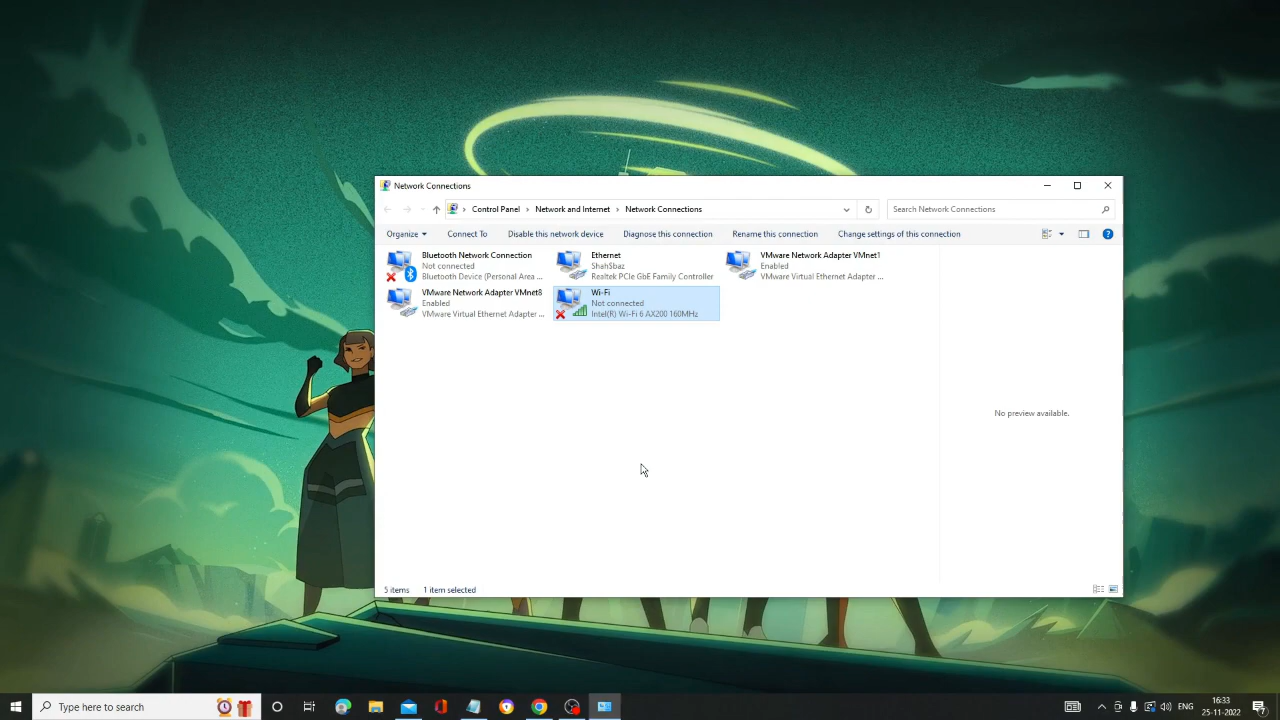 Network Connections
Control Panel
Network and Internet
Network Connections
Search Network Connections
Organize
Connect To
Disable this network device
Diagnose this connection
Rename this connection
Change settings of this connection
Bluetooth Network Connection
Not connected
Bluetooth Device (Personal Area ...
Ethernet
ShahSbaz
Realtek PCIe GbE Family Controller
VMware Network Adapter VMnet1
Enabled
VMware Virtual Ethernet Adapter ...
VMware Network Adapter VMnet8
Enabled
VMware Virtual Ethernet Adapter ...
Wi-Fi
Not connected
Intel(R) Wi-Fi 6 AX200 160MHz
No preview available.
5 items
1 item selected
Type here to search
ENG
16:33
25-11-2022